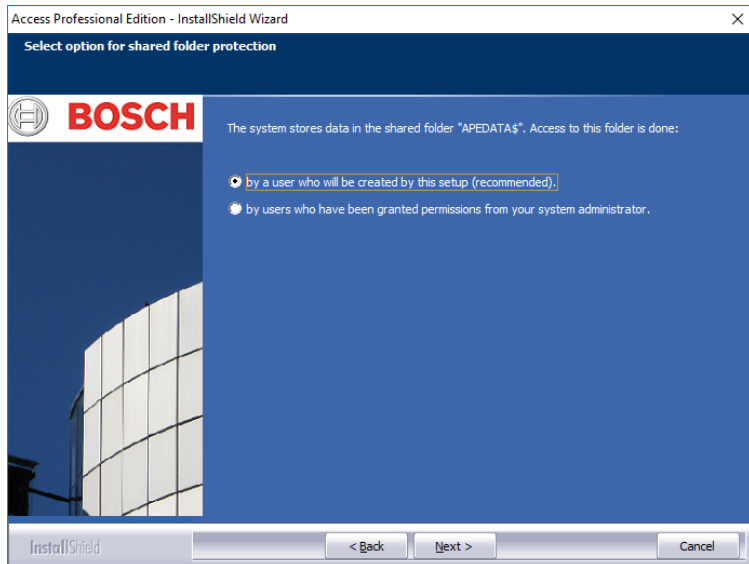 Access Professional Edition - InstallShield Wizard
Select option for shared folder protection
BOSCH
The system stores data in the shared folder "APEDATA$". Access to this folder is done:
by a user who will be created by this setup (recommended).
by users who have been granted permissions from your system administrator.
InstallShield
< Back
Next >
Cancel